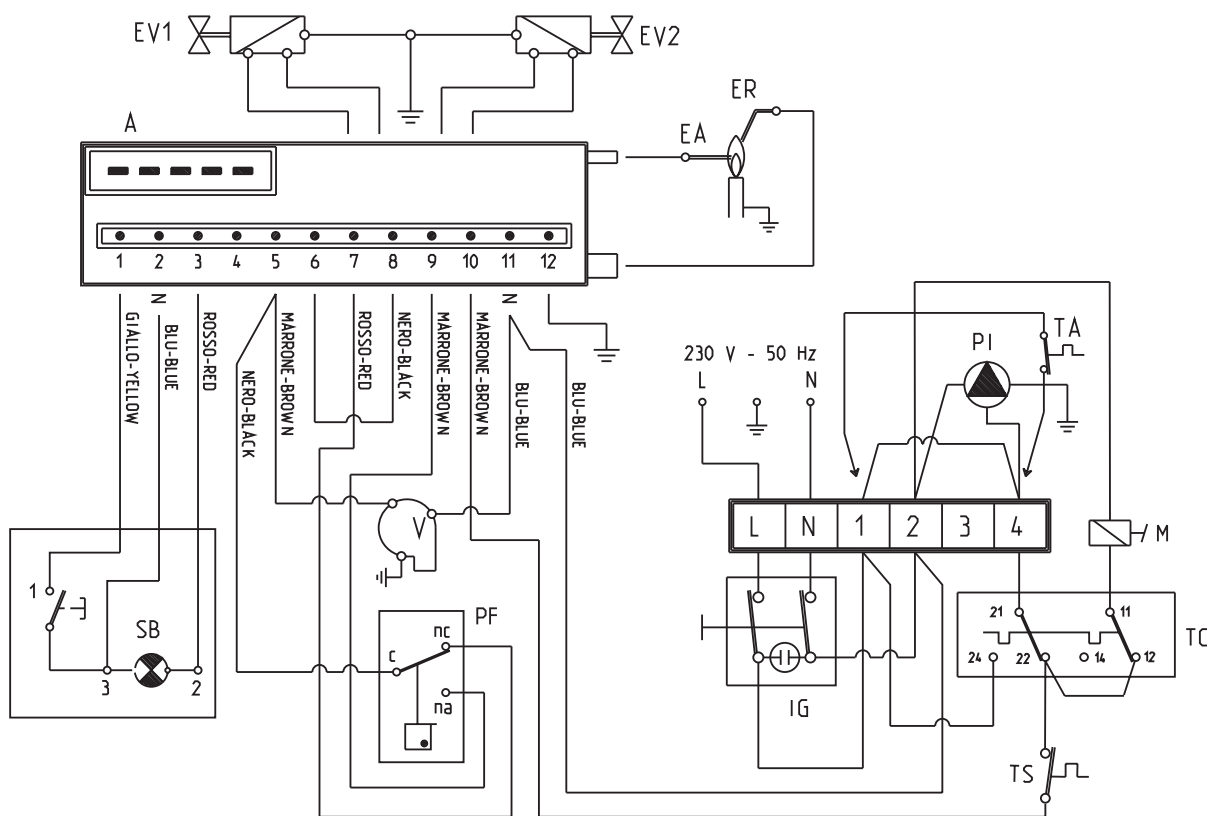 EV1
EV2
A
ER
EA
1 2 3 4 5 6 7 8 9 10 11 12
N
N
GIALLO-YELLOW
BLU-BLUE
ROSSO-RED
NERO-BLACK
MARRONE-BROWN
ROSSO-RED
NERO-BLACK
MARRONE-BROWN
MARRONE-BROWN
BLU-BLUE
BLU-BLUE
230 V - 50 Hz
L N
PI
TA
V
L N 1 2 3 4
M
1
SB
3 2
PF
nc
c
na
IG
21 11
24 22 14 12
TC
TS